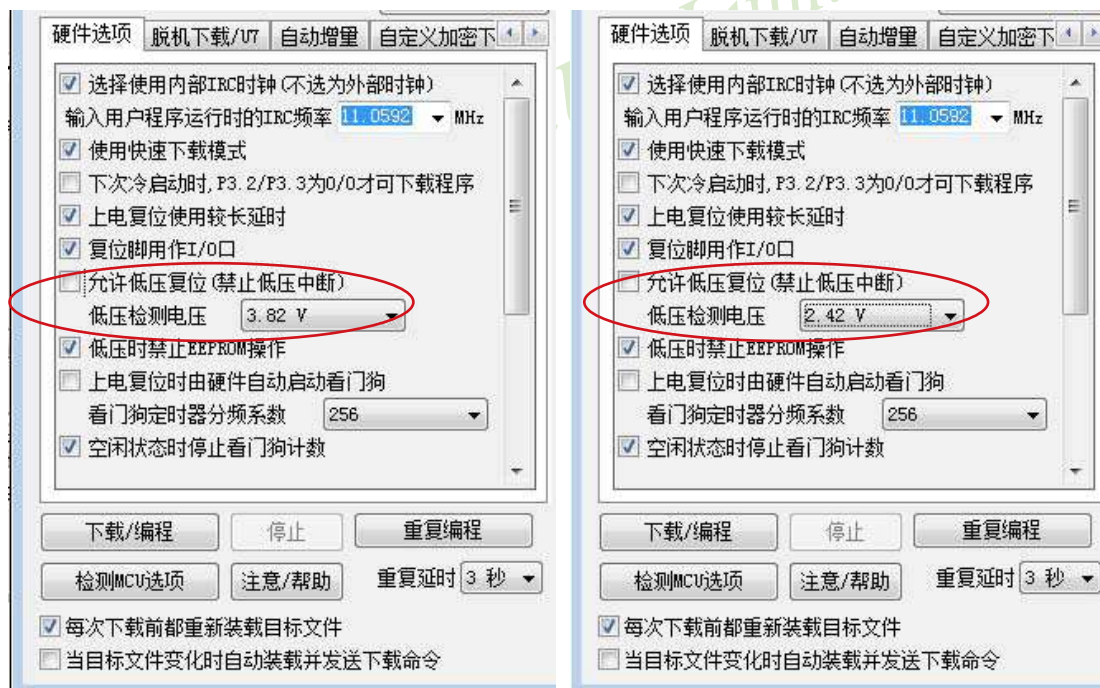 硬件选项 脱机下载/U7 自动增量 自定义加密下
选择使用内部IRC时钟(不选为外部时钟)
输入用户程序运行时的IRC频率 11.0592 MHz
使用快速下载模式
下次冷启动时,P3.2/P3.3为0/0才可下载程序
上电复位使用较长延时
复位脚用作I/O口
允许低压复位(禁止低压中断)
低压检测电压 3.82 V
低压时禁止EEPROM操作
上电复位时由硬件自动启动看门狗
看门狗定时器分频系数 256
空闲状态时停止看门狗计数
下载/编程 停止 重复编程
检测MCU选项 注意/帮助 重复延时 3 秒
每次下载前都重新装载目标文件
当目标文件变化时自动装载并发送下载命令
硬件选项 脱机下载/U7 自动增量 自定义加密下
选择使用内部IRC时钟(不选为外部时钟)
输入用户程序运行时的IRC频率 11.0592 MHz
使用快速下载模式
下次冷启动时,P3.2/P3.3为0/0才可下载程序
上电复位使用较长延时
复位脚用作I/O口
允许低压复位(禁止低压中断)
低压检测电压 2.42 V
低压时禁止EEPROM操作
上电复位时由硬件自动启动看门狗
看门狗定时器分频系数 256
空闲状态时停止看门狗计数
下载/编程 停止 重复编程
检测MCU选项 注意/帮助 重复延时 3 秒
每次下载前都重新装载目标文件
当目标文件变化时自动装载并发送下载命令